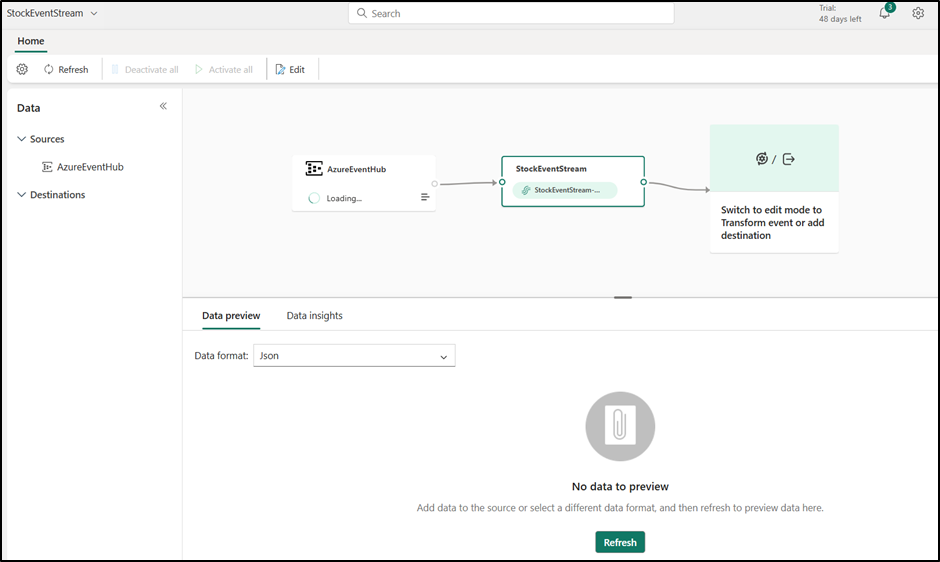 StockEventStream
Search
Trial:
48 days left
3
Home
Refresh
Deactivate all
Activate all
Edit
Data
Sources
AzureEventHub
Destinations
AzureEventHub
Loading...
StockEventStream
StockEventStream-...
/
Switch to edit mode to
Transform event or add
destination
Data preview
Data insights
Data format:
Json
No data to preview
Add data to the source or select a different data format, and then refresh to preview data here.
Refresh